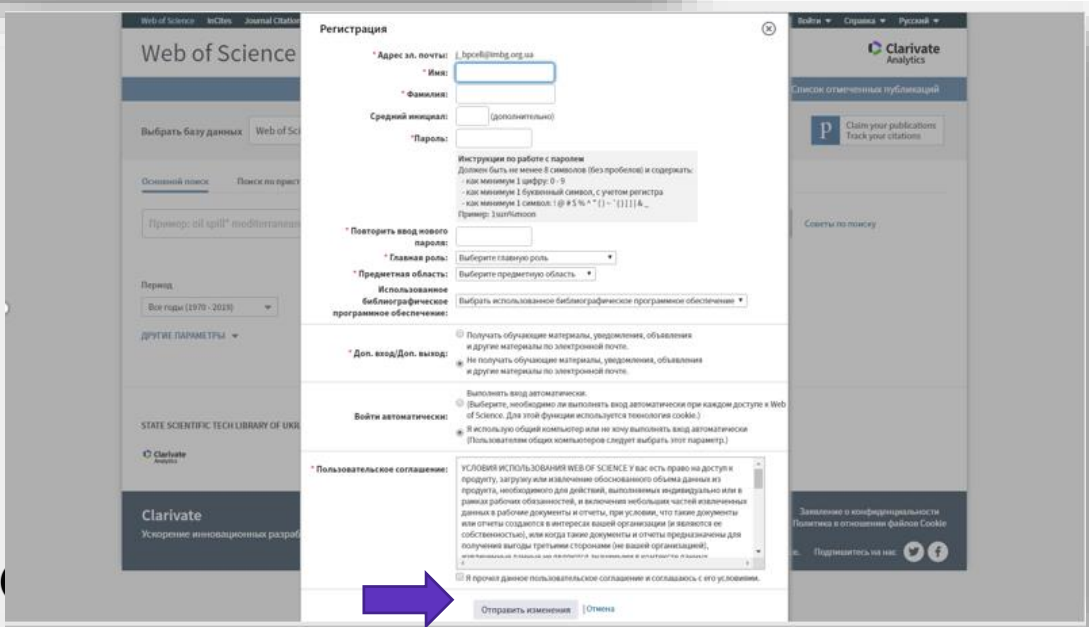 Web of Science InCites Journal Citation
Войти Справка Русский
Web of Science
Clarivate
Analytics
Список отмеченных публикаций
Выбрать базу данных Web of Sci
Claim your publications
Track your citations
Основной поиск Поиск по прист
Пример: oil spill* mediterranean
Советы по поиску
Период
Все годы (1970 - 2019)
ДРУГИЕ ПАРАМЕТРЫ
STATE SCIENTIFIC TECH LIBRARY OF UKR
Clarivate
Analytics
Clarivate
Ускорение инновационных разраб
Заявление о конфиденциальности
Политика в отношении файлов Cookie
Подпишитесь на нас
Регистрация
* Адрес эл. почты: j_bpcell@imbg.org.ua
* Имя:
* Фамилия:
Средний инициал: (дополнительно)
*Пароль:
Инструкции по работе с паролем
Должен быть не менее 8 символов (без пробелов) и содержать:
- как минимум 1 цифру: 0 - 9
- как минимум 1 буквенный символ, с учетом регистра
- как минимум 1 символ: ! @ # $ % ^ * ( ) ~ ` { } [ ] | & _
Пример: 1sun%moon
* Повторить ввод нового
пароля:
* Главная роль: Выберите главную роль
* Предметная область: Выберите предметную область
Использованное
библиографическое
программное обеспечение: Выбрать использованное библиографическое программное обеспечение
* Доп. вход/Доп. выход:
Получать обучающие материалы, уведомления, объявления
и другие материалы по электронной почте.
Не получать обучающие материалы, уведомления, объявления
и другие материалы по электронной почте.
Войти автоматически:
Выполнять вход автоматически.
(Выберите, необходимо ли выполнять вход автоматически при каждом доступе к Web
of Science. Для этой функции используется технология cookie.)
Я использую общий компьютер или не хочу выполнять вход автоматически
(Пользователям общих компьютеров следует выбрать этот параметр.)
* Пользовательское соглашение:
УСЛОВИЯ ИСПОЛЬЗОВАНИЯ WEB OF SCIENCE У вас есть право на доступ к
продукту, загрузку или извлечение обоснованного объема данных из
продукта, необходимого для действий, выполняемых индивидуально или в
рамках рабочих обязанностей, и включения небольших частей извлеченных
данных в рабочие документы и отчеты, при условии, что такие документы
или отчеты создаются в интересах вашей организации (и являются ее
собственностью), или когда такие документы и отчеты предназначены для
получения выгоды третьими сторонами (не вашей организацией),
Я прочел данное пользовательское соглашение и соглашаюсь с его условиями.
Отправить изменения | Отмена